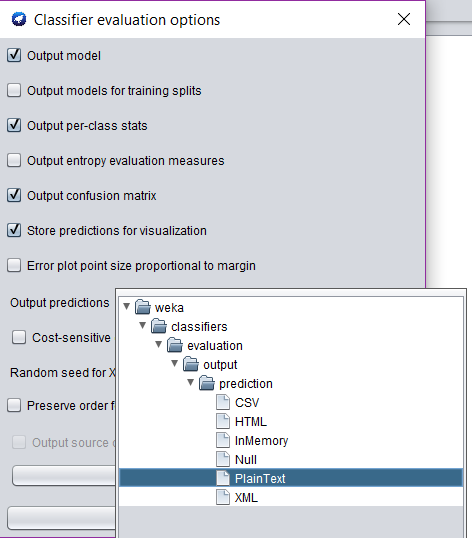 Classifier evaluation options
Output model
Output models for training splits
Output per-class stats
Output entropy evaluation measures
Output confusion matrix
Store predictions for visualization
Error plot point size proportional to margin
Output predictions
weka
Cost-sensitive
classifiers
evaluation
output
Random seed for X
prediction
Preserve order f
CSV
HTML
Output source
InMemory
Null
PlainText
XML